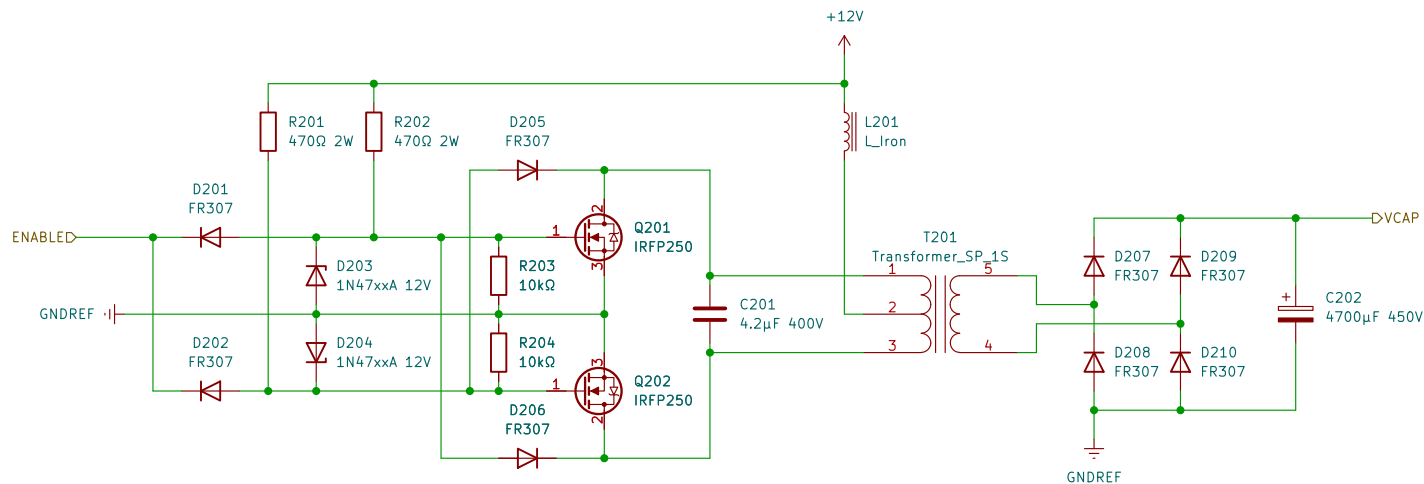 +12V
R201
470Ω 2W
R202
470Ω 2W
D205
FR307
L201
L_Iron
D201
FR307
2
ENABLE
1
Q201
IRFP250
VCAP
T201
Transformer_SP_1S
D203
1N47xxA 12V
R203
10kΩ
3
1
5
D207
FR307
D209
FR307
GNDREF
C201
4.2µF 400V
2
+
C202
4700µF 450V
D202
FR307
D204
1N47xxA 12V
R204
10kΩ
3
3
4
D208
FR307
D210
FR307
1
Q202
IRFP250
D206
FR307
2
GNDREF